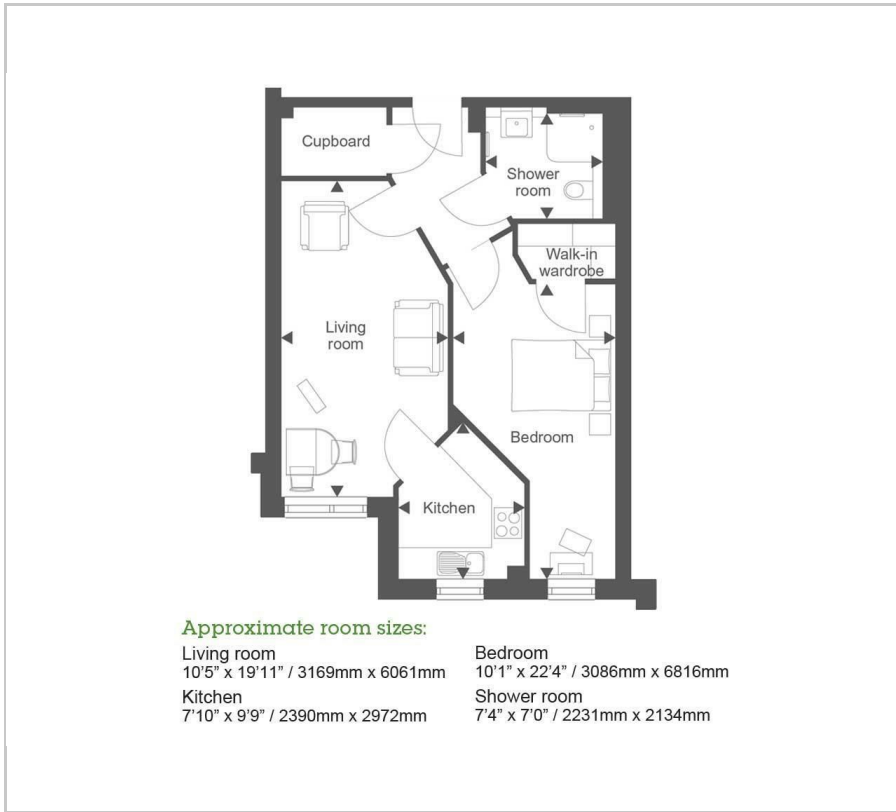 Cupboard
Shower
room
Walk-in
wardrobe
Living
room
Bedroom
Kitchen
Approximate room sizes:
Living room
10’5” x 19’11” / 3169mm x 6061mm
Kitchen
7’10” x 9’9” / 2390mm x 2972mm
Bedroom
10’1” x 22’4” / 3086mm x 6816mm
Shower room
7’4” x 7’0” / 2231mm x 2134mm